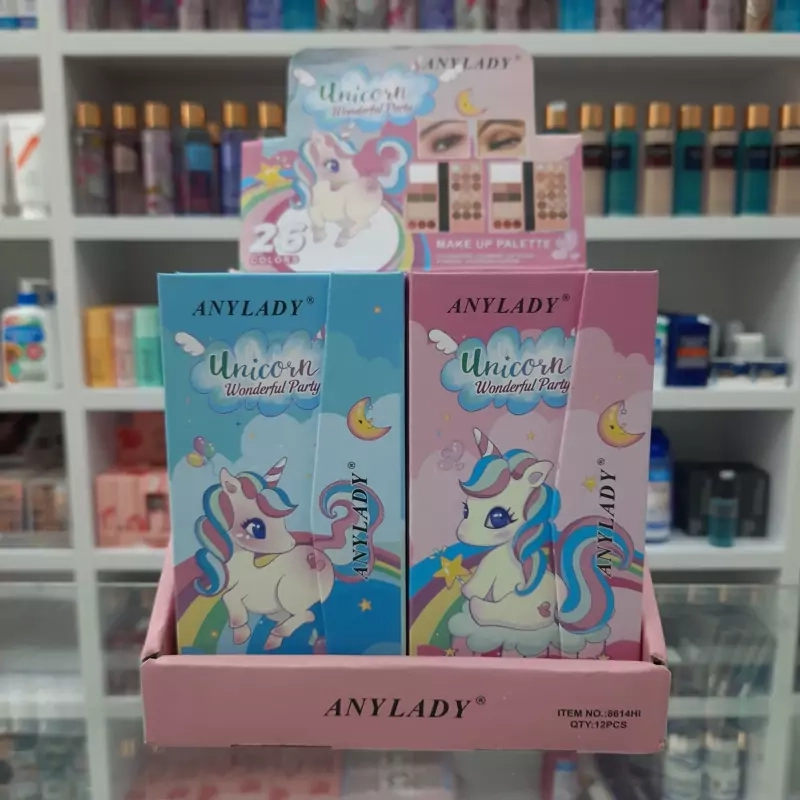 ANYLADY®
Unicorn
Wonderful Party
26
COLORS
MAKE UP PALETTE
ANYLADY®
Unicorn
Wonderful Party
ANYLADY®
ANYLADY®
Unicorn
Wonderful Party
ANYLADY®
ANYLADY®
ITEM NO.:8614HI
QTY:12PCS